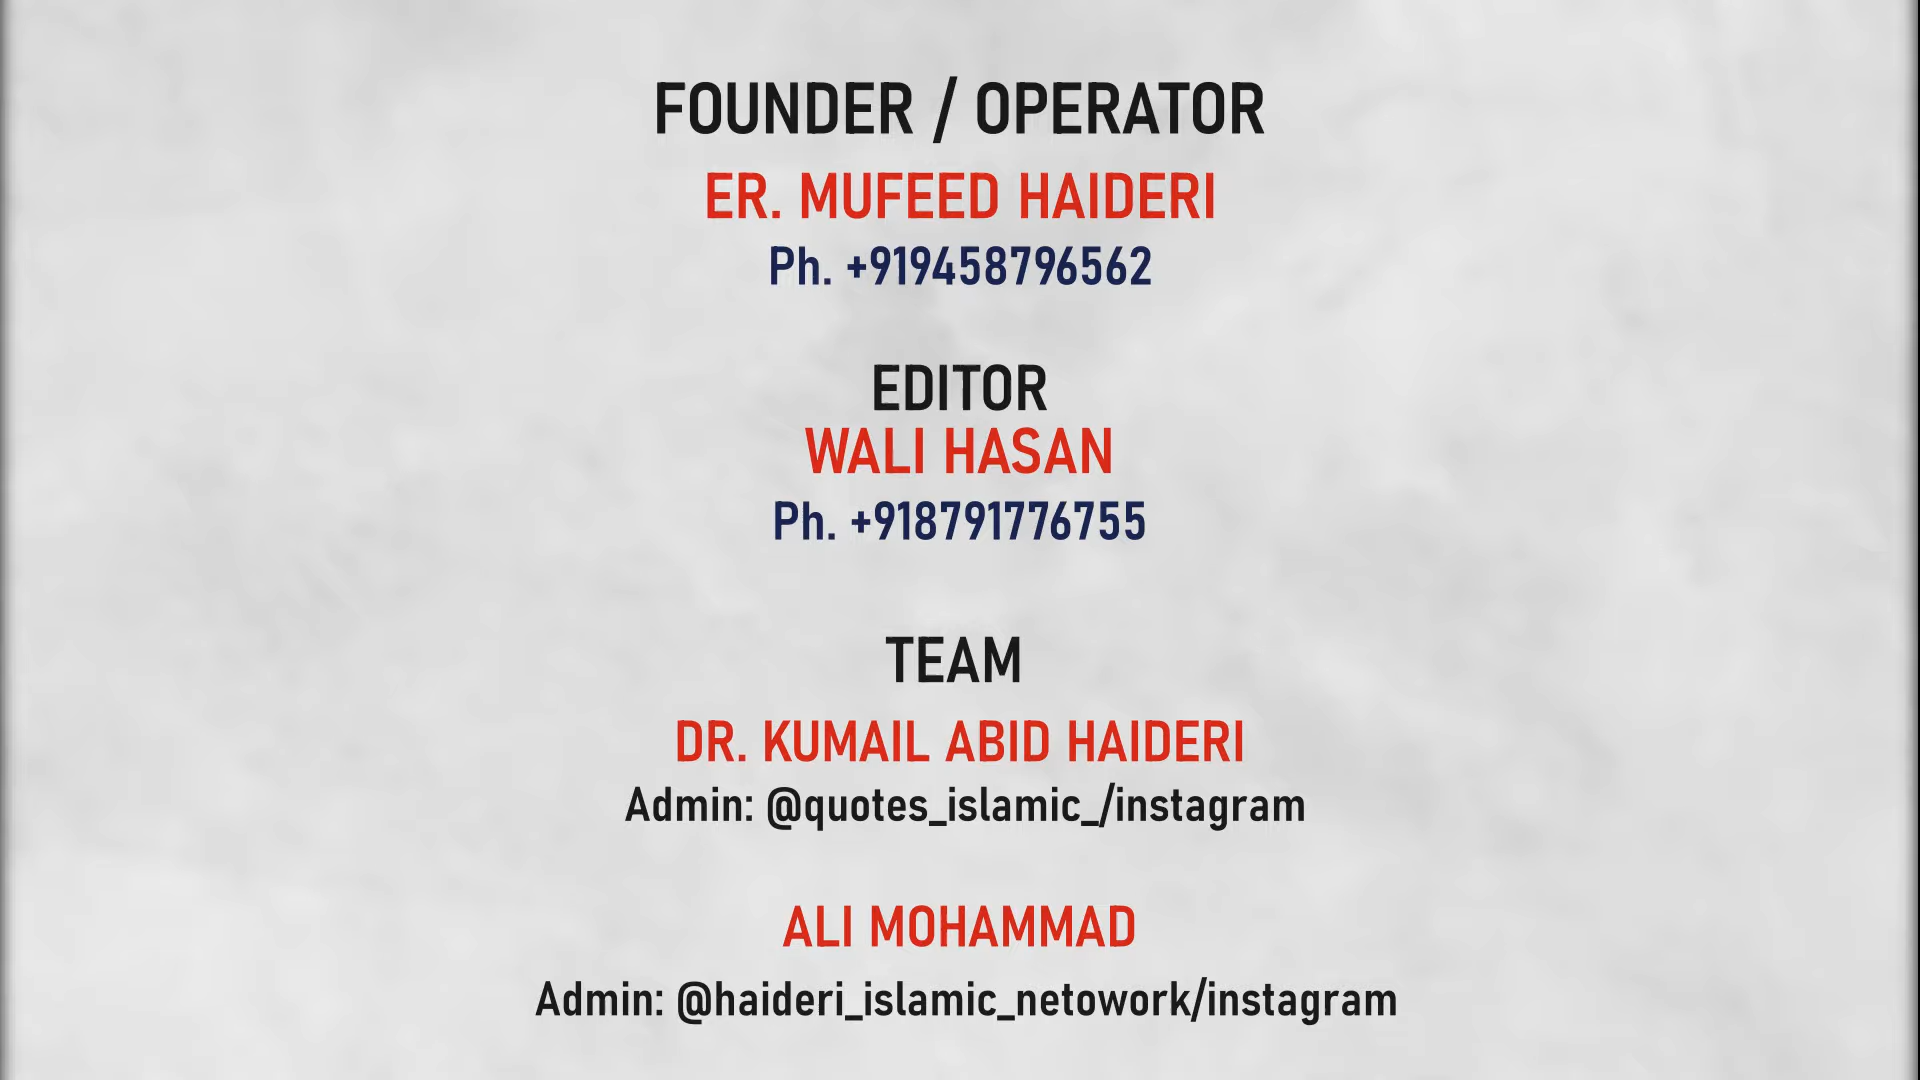 FOUNDER / OPERATOR
ER. MUFEED HAIDERI
Ph. +919458796562
EDITOR
WALI HASAN
Ph. +918791776755
TEAM
DR. KUMAIL ABID HAIDERI
Admin: @quotes_islamic_/instagram
ALI MOHAMMAD
Admin: @haideri_islamic_netowork/instagram